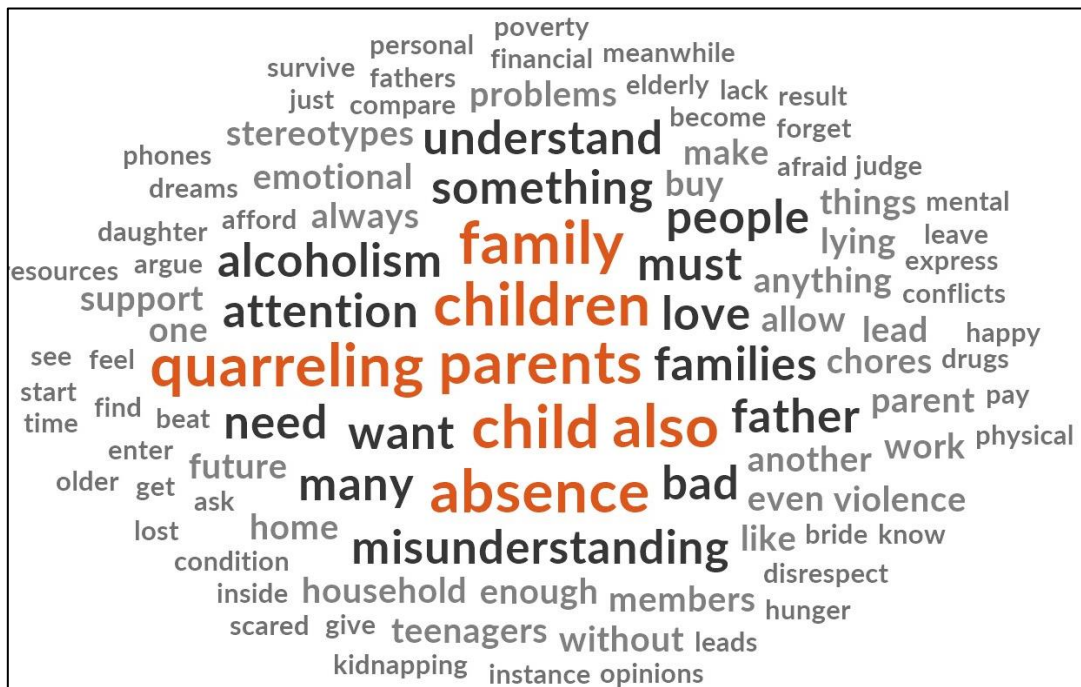 poverty
personal financial meanwhile
survive fathers problems elderly lack result
just compare become forget
stereotypes understand make afraid judge
phones emotional something buy
dreams afford always people things mental
daughter family must lying leave
resources argue alcoholism anything express
support attention children love allow conflicts
one lead happy
see feel quarreling parents families chores drugs
start find need want child also father parent pay
time beat another work physical
enter future many absence bad even violence
older get ask
lost home misunderstanding like bride know
condition disrespect
inside household enough members hunger
scared give teenagers without leads
kidnapping instance opinions